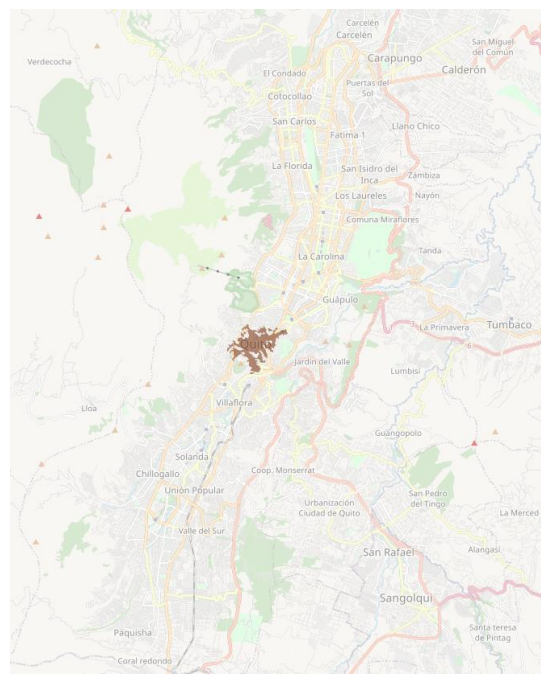 Carcelén
Carcelén
San Miguel
del Común
Carapungo
Verdecocha
El Condado
Calderón
Puertas del
Sol
Cotocollao
San Carlos
Llano Chico
Fatima 1
La Florida
San Isidro del
Inca
Zámbiza
Los Laureles
Nayón
Comuna Miraflores
Tanda
La Carolina
Guápulo
Tumbaco
La Primavera
Quito
6
Jardín del Valle
Lumbisí
Villaflora
Lloa
Guangopolo
Solanda
Chillogallo
Coop. Monserrat
Unión Popular
San Pedro
del Tingo
Urbanización
Ciudad de Quito
La Merced
Valle del Sur
San Rafael
Alangasí
Sangolquí
Santa teresa
de Pintag
Paquisha
Coral redondo